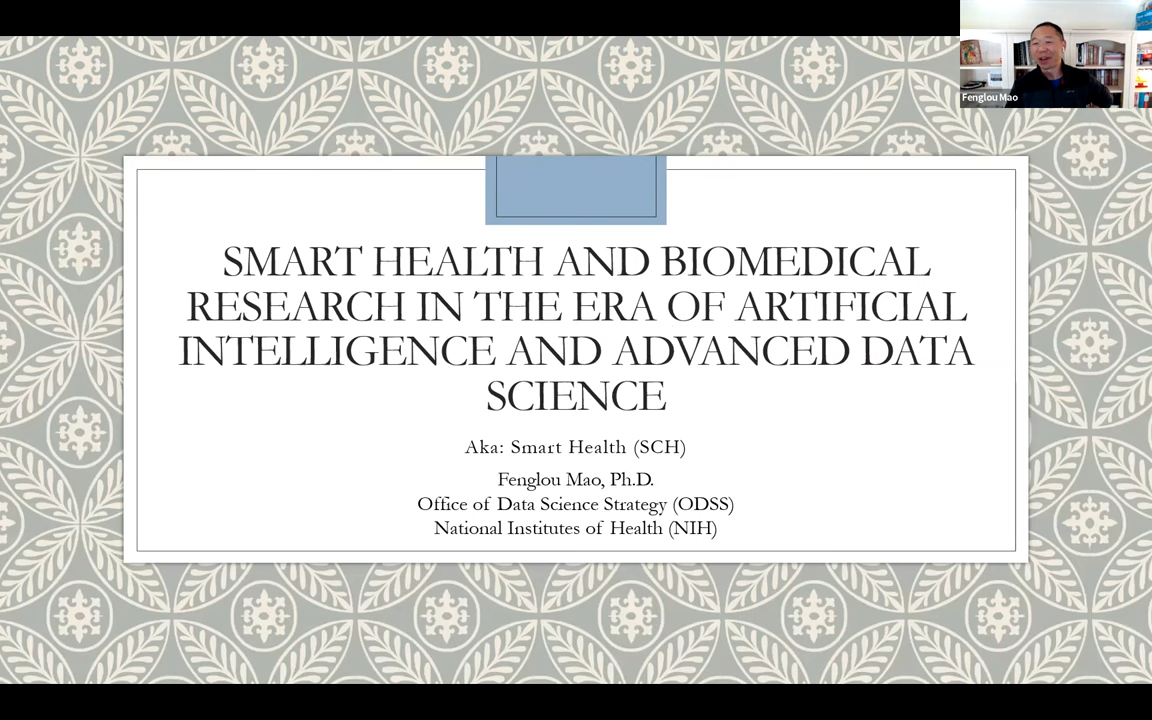 Fenglou Mao
SMART HEALTH AND BIOMEDICAL
RESEARCH IN THE ERA OF ARTIFICIAL
INTELLIGENCE AND ADVANCED DATA
SCIENCE
Aka: Smart Health (SCH)
Fenglou Mao, Ph.D.
Office of Data Science Strategy (ODSS)
National Institutes of Health (NIH)